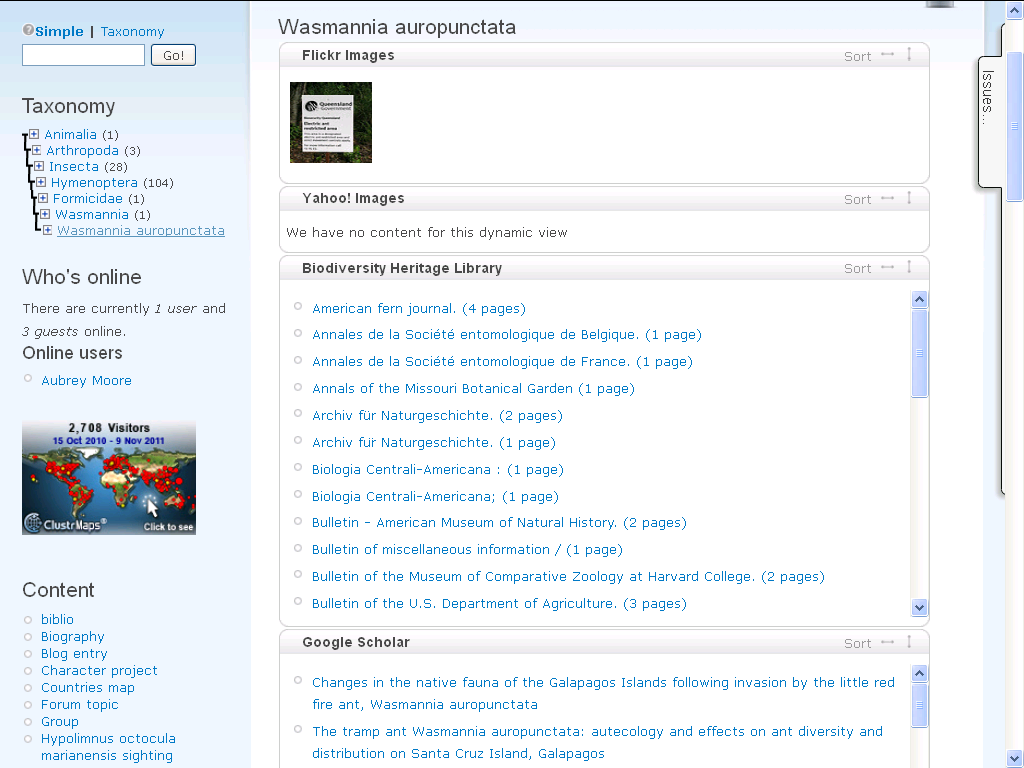 Simple | Taxonomy
Go!
Taxonomy
Animalia (1)
Arthropoda (3)
Insecta (28)
Hymenoptera (104)
Formicidae (1)
Wasmannia (1)
Wasmannia auropunctata
Who's online
There are currently 1 user and
3 guests online.
Online users
Aubrey Moore
2,708 Visitors
15 Oct 2010 - 9 Nov 2011
ClustrMaps®
Click to see
Content
biblio
Biography
Blog entry
Character project
Countries map
Forum topic
Group
Hypolimnus octocula
marianensis sighting
Wasmannia auropunctata
Flickr Images
Sort
Queensland
Government
Electric ant
restricted area
Yahoo! Images
Sort
We have no content for this dynamic view
Biodiversity Heritage Library
Sort
American fern journal. (4 pages)
Annales de la Société entomologique de Belgique. (1 page)
Annales de la Société entomologique de France. (1 page)
Annals of the Missouri Botanical Garden (1 page)
Archiv für Naturgeschichte. (2 pages)
Archiv für Naturgeschichte. (1 page)
Biologia Centrali-Americana : (1 page)
Biologia Centrali-Americana; (1 page)
Bulletin - American Museum of Natural History. (2 pages)
Bulletin of miscellaneous information / (1 page)
Bulletin of the Museum of Comparative Zoology at Harvard College. (2 pages)
Bulletin of the U.S. Department of Agriculture. (3 pages)
Google Scholar
Sort
Changes in the native fauna of the Galapagos Islands following invasion by the little red
fire ant, Wasmannia auropunctata
The tramp ant Wasmannia auropunctata: autecology and effects on ant diversity and
distribution on Santa Cruz Island, Galapagos
Issues...